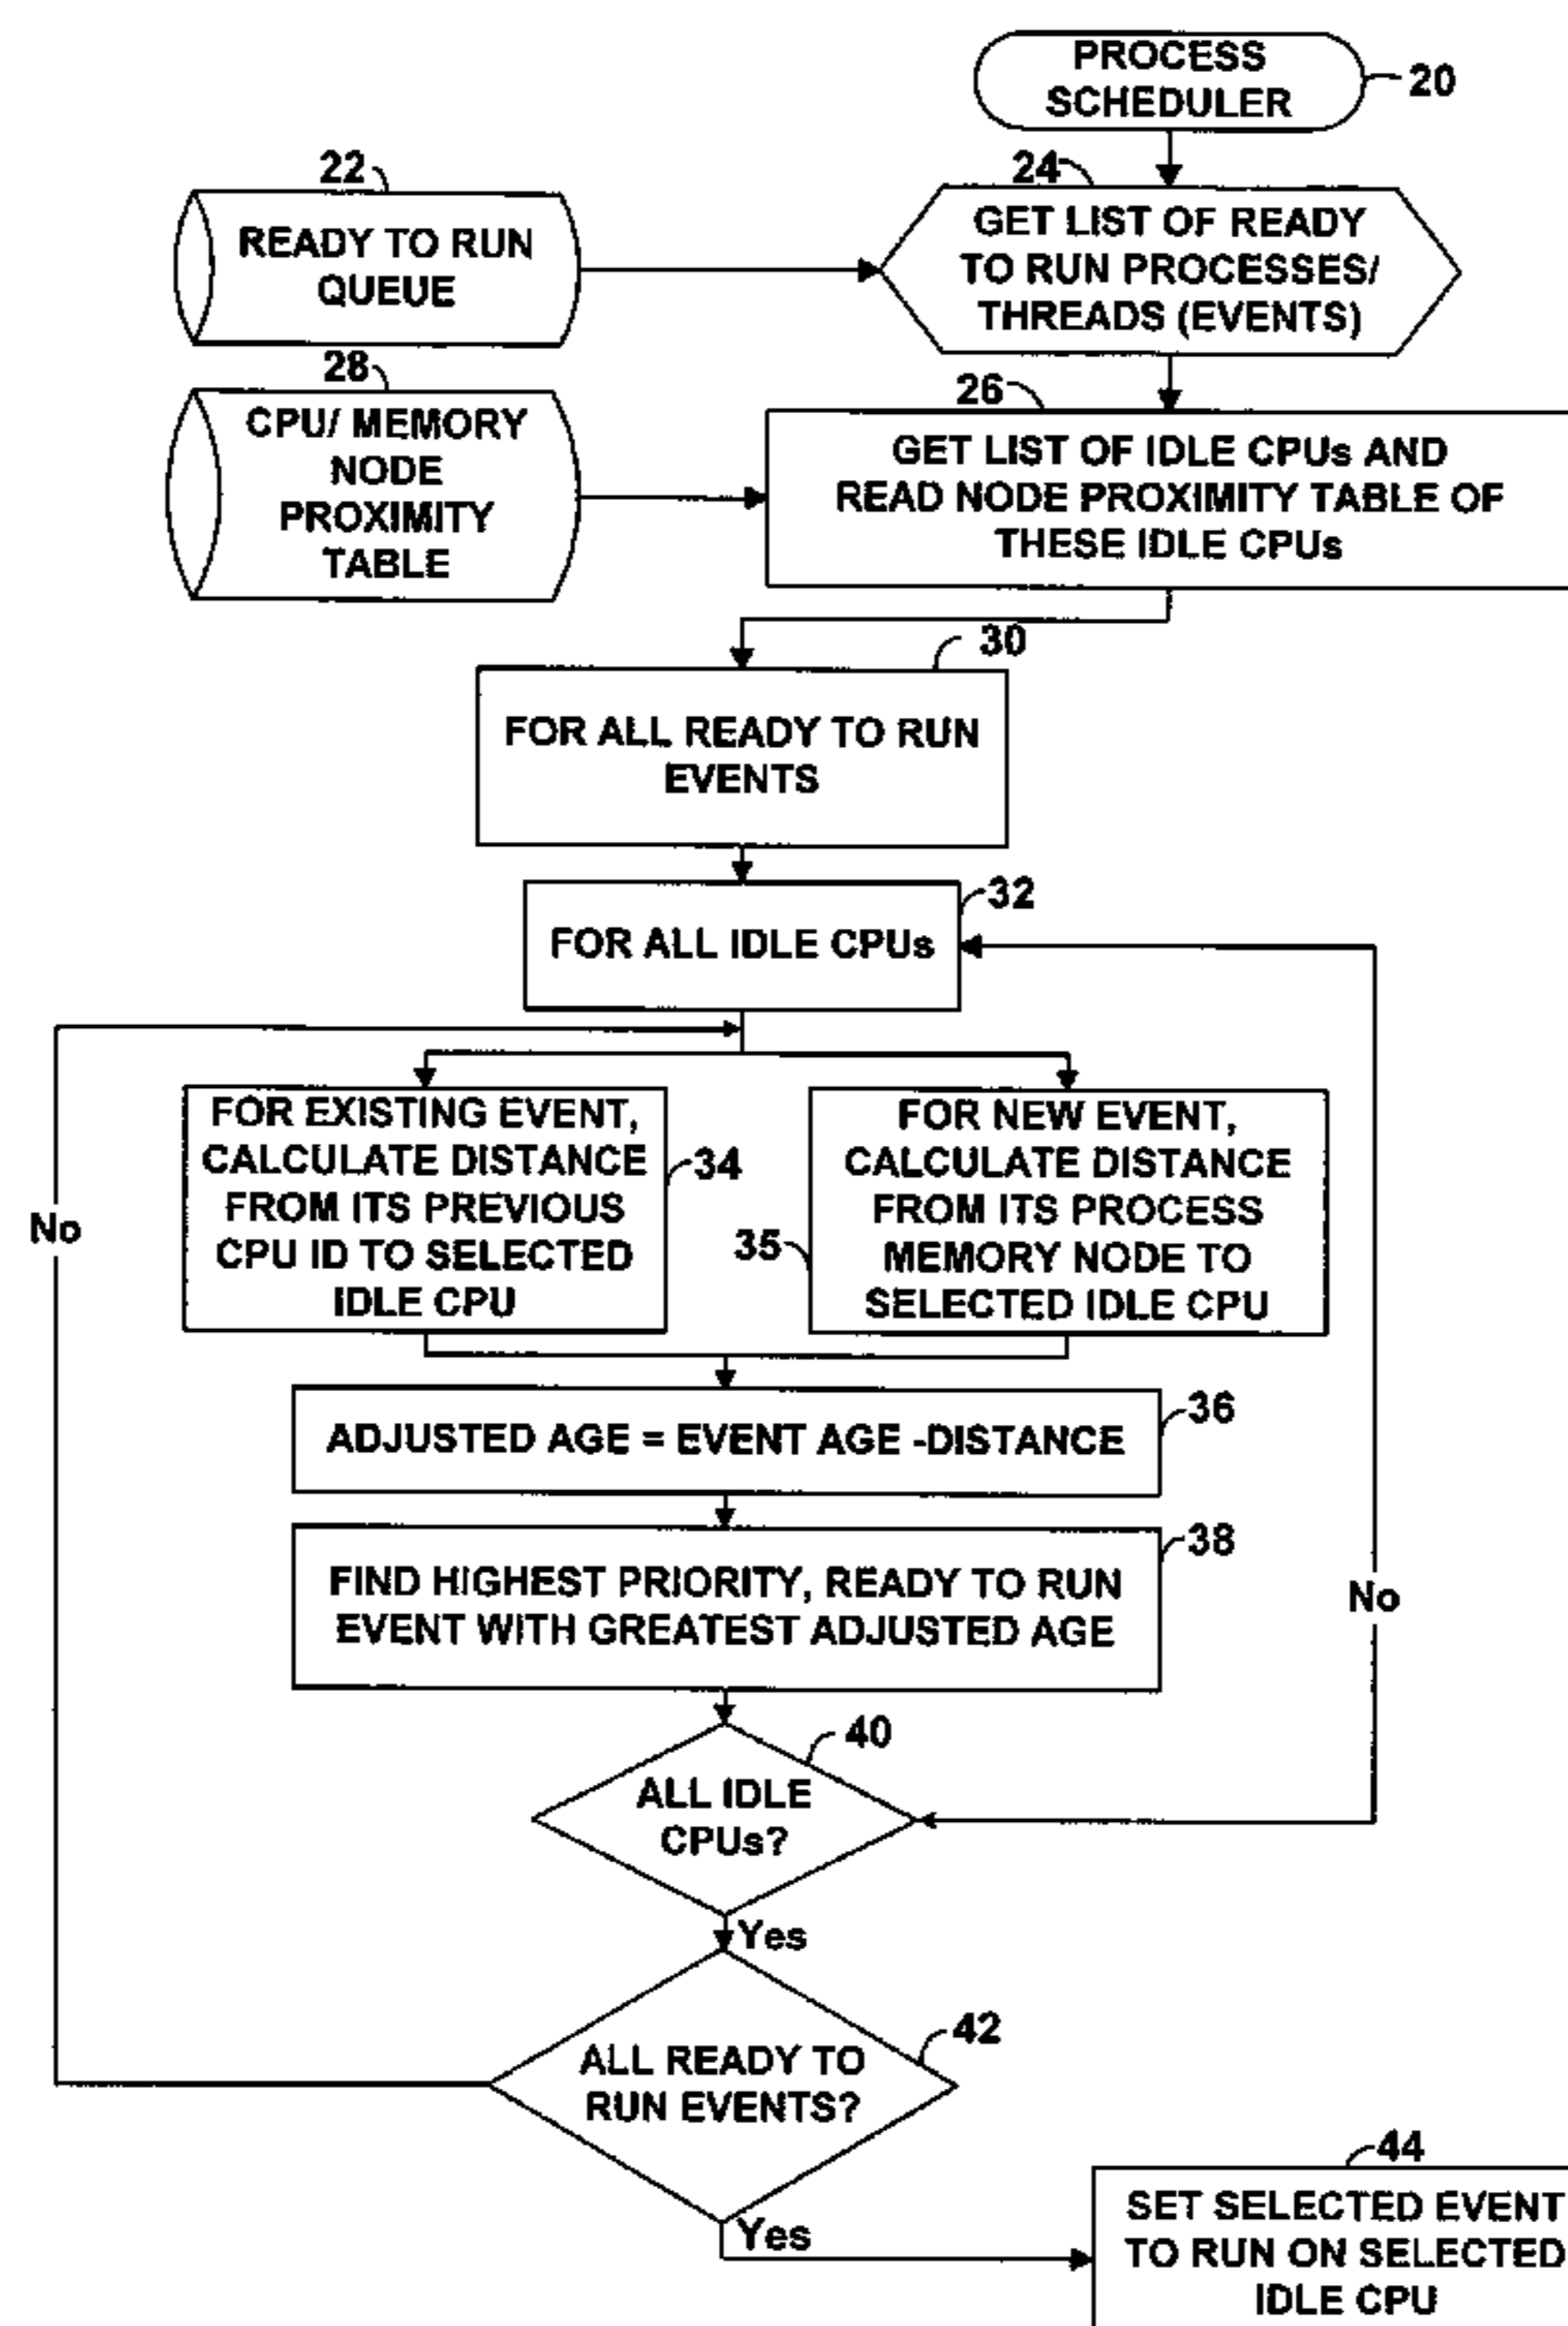 PROCESS
SCHEDULER
20
22
READY TO RUN
QUEUE
24
GET LIST OF READY
TO RUN PROCESSES/
THREADS (EVENTS)
28
CPU/ MEMORY
NODE
PROXIMITY
TABLE
26
GET LIST OF IDLE CPUs AND
READ NODE PROXIMITY TABLE OF
THESE IDLE CPUs
30
FOR ALL READY TO RUN
EVENTS
32
FOR ALL IDLE CPUs
FOR EXISTING EVENT,
CALCULATE DISTANCE
FROM ITS PREVIOUS
CPU ID TO SELECTED
IDLE CPU
34
FOR NEW EVENT,
CALCULATE DISTANCE
FROM ITS PROCESS
MEMORY NODE TO
SELECTED IDLE CPU
35
No
ADJUSTED AGE = EVENT AGE -DISTANCE
36
FIND HIGHEST PRIORITY, READY TO RUN
EVENT WITH GREATEST ADJUSTED AGE
38
No
40
ALL IDLE
CPUs?
Yes
42
ALL READY TO
RUN EVENTS?
Yes
44
SET SELECTED EVENT
TO RUN ON SELECTED
IDLE CPU